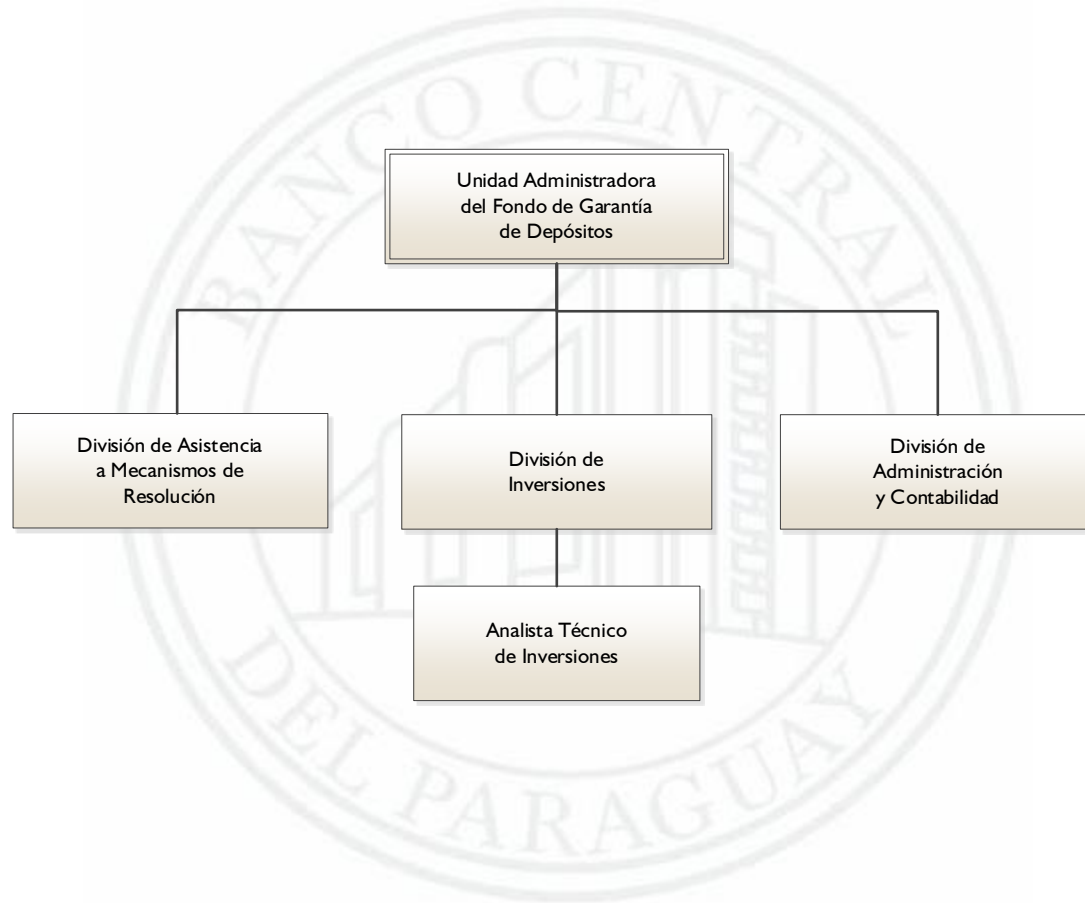 BANCO CENTRAL
DEL PARAGUAY
Unidad Administradora
del Fondo de Garantía
de Depósitos
División de Asistencia
a Mecanismos de
Resolución
División de
Inversiones
División de
Administración
y Contabilidad
Analista Técnico
de Inversiones